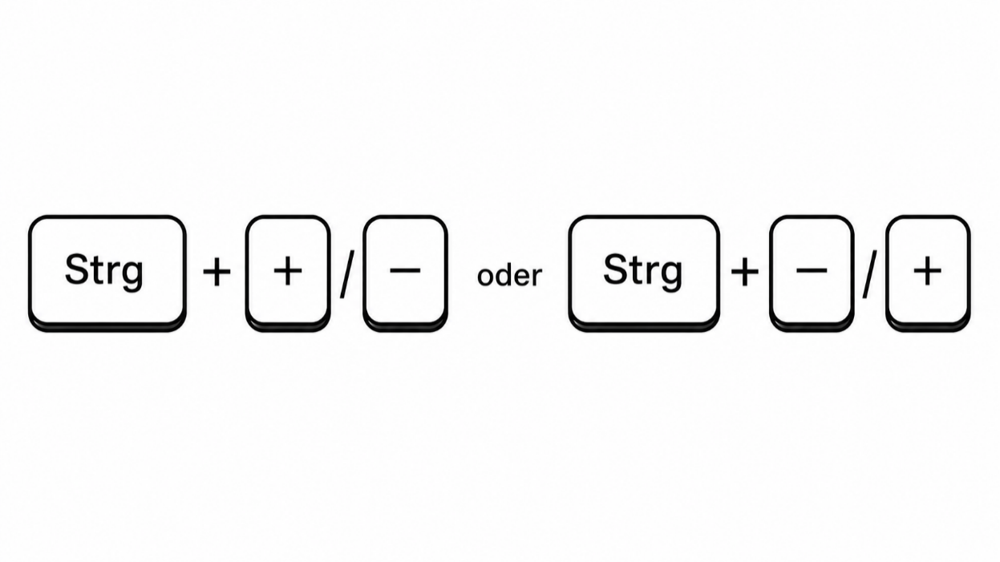 Strg + + / − oder Strg + − / +